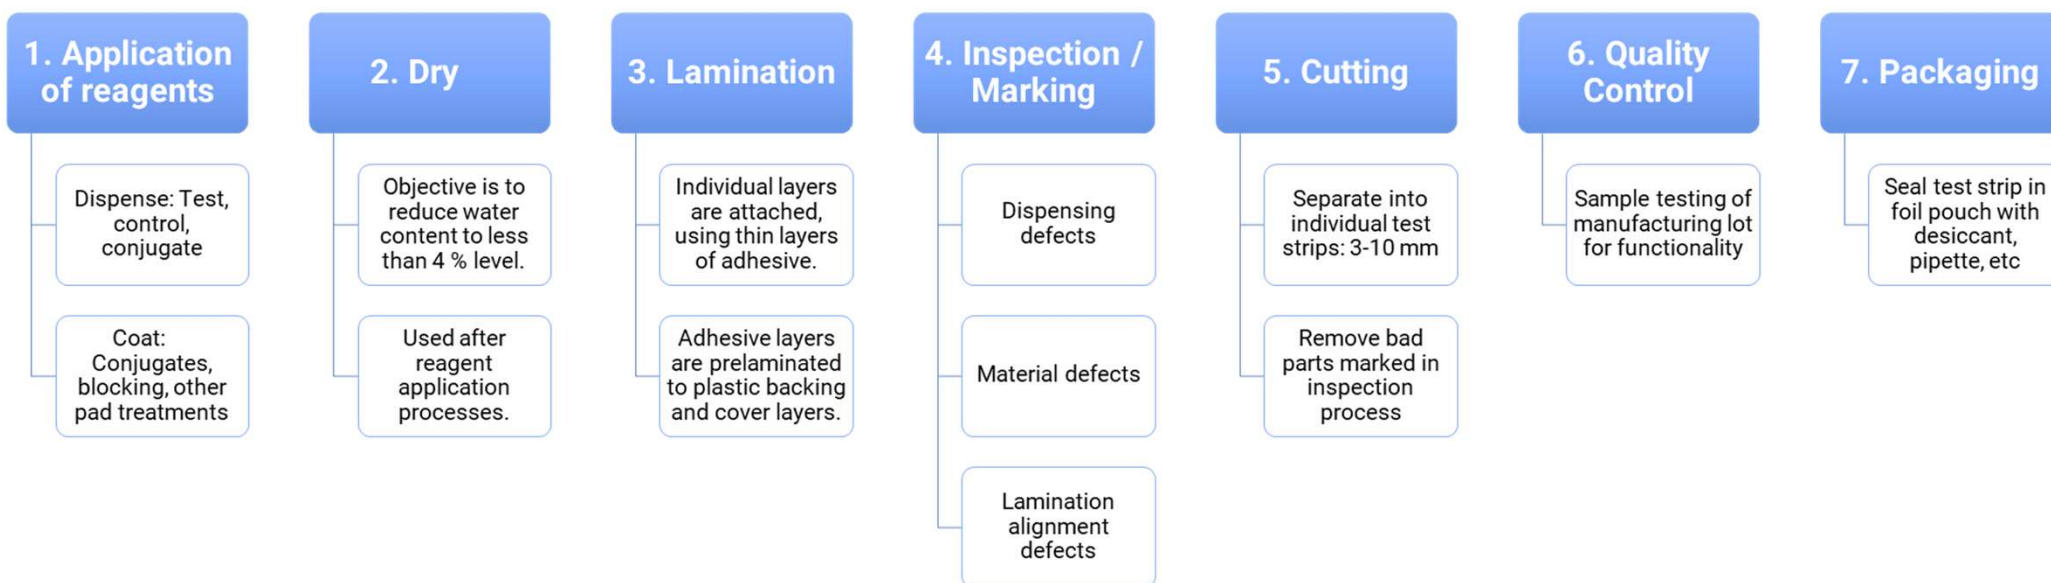 1. Application
of reagents
Dispense: Test,
control,
conjugate
Coat:
Conjugates,
blocking, other
pad treatments
2. Dry
Objective is to
reduce water
content to less
than 4 % level.
Used after
reagent
application
processes.
3. Lamination
Individual layers
are attached,
using thin layers
of adhesive.
Adhesive layers
are prelaminated
to plastic backing
and cover layers.
4. Inspection /
Marking
Dispensing
defects
Material defects
Lamination
alignment
defects
5. Cutting
Separate into
individual test
strips: 3-10 mm
Remove bad
parts marked in
inspection
process
6. Quality
Control
Sample testing of
manufacturing lot
for functionality
7. Packaging
Seal test strip in
foil pouch with
desiccant,
pipette, etc